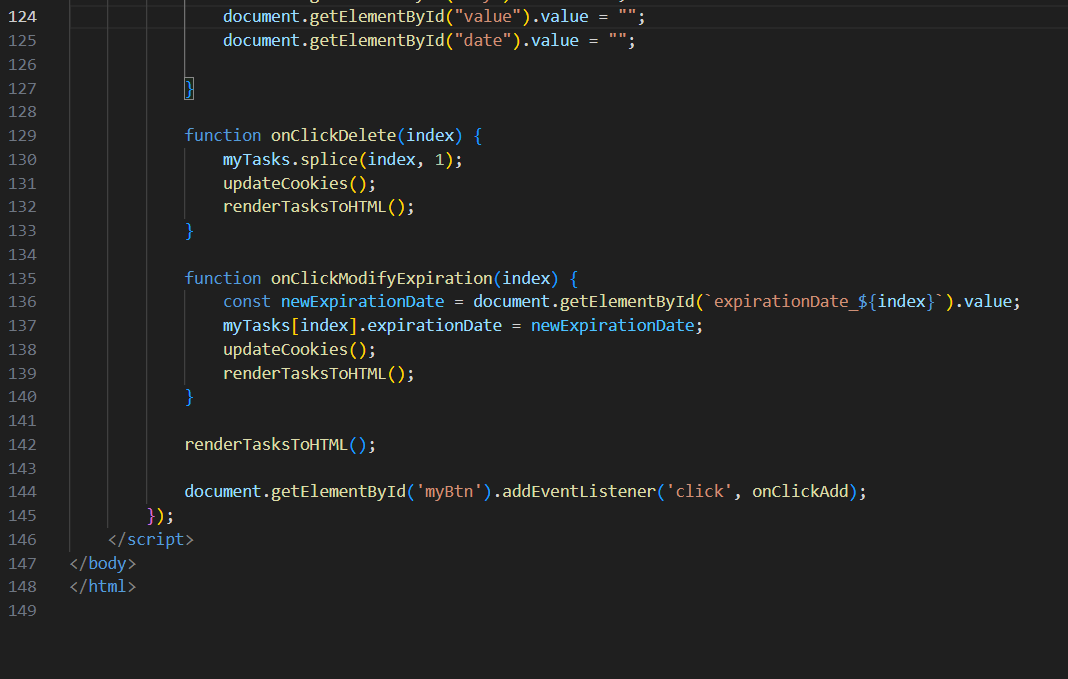 124 document.getElementById("value").value = "";
125 document.getElementById("date").value = "";
126
127 }
128
129 function onClickDelete(index) {
130 myTasks.splice(index, 1);
131 updateCookies();
132 renderTasksToHTML();
133 }
134
135 function onClickModifyExpiration(index) {
136 const newExpirationDate = document.getElementById(`expirationDate_${index}`).value;
137 myTasks[index].expirationDate = newExpirationDate;
138 updateCookies();
139 renderTasksToHTML();
140 }
141
142 renderTasksToHTML();
143
144 document.getElementById('myBtn').addEventListener('click', onClickAdd);
145 });
146 </script>
147 </body>
148 </html>
149